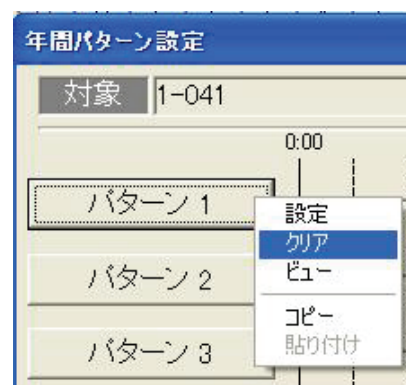 年間パターン設定
対象 1-041
0:00
パターン 1
設定
クリア
ビュー
パターン 2
コピー
貼り付け
パターン 3